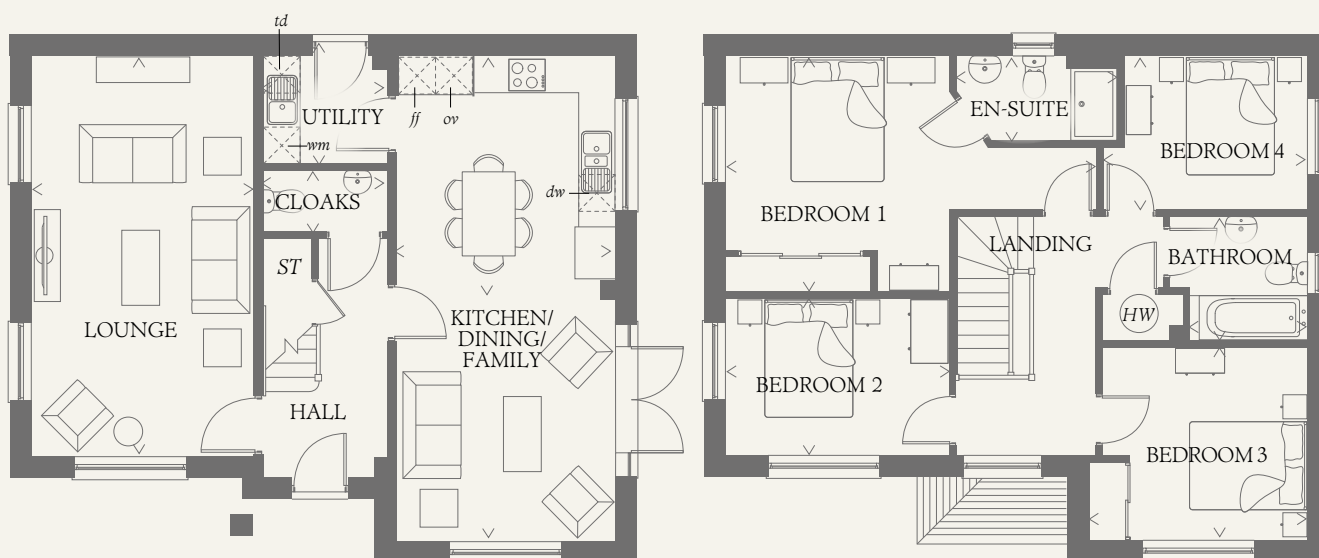 td
UTILITY
ff
ov
wm
CLOAKS
dw
ST
LOUNGE
KITCHEN/
DINING/
FAMILY
HALL
EN-SUITE
BEDROOM 4
BEDROOM 1
LANDING
BATHROOM
HW
BEDROOM 2
BEDROOM 3